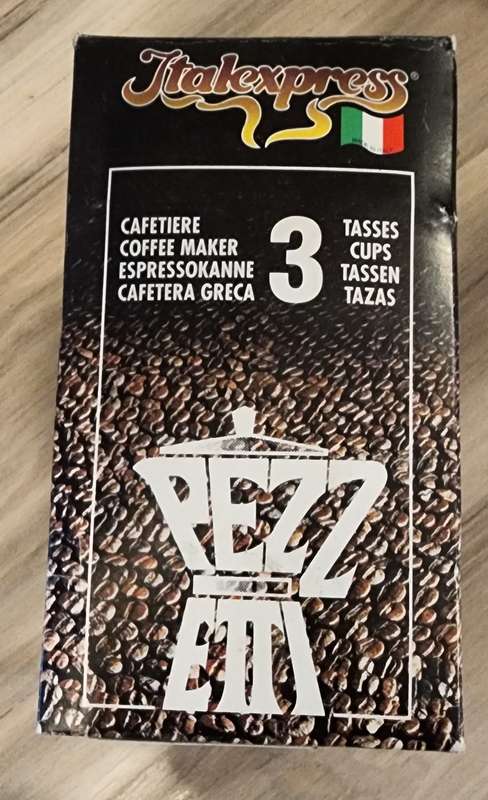 Italexpress®
CAFETIERE
COFFEE MAKER
ESPRESSOKANNE
CAFETERA GRECA
3
TASSES
CUPS
TASSEN
TAZAS
PEZZ
ETTI